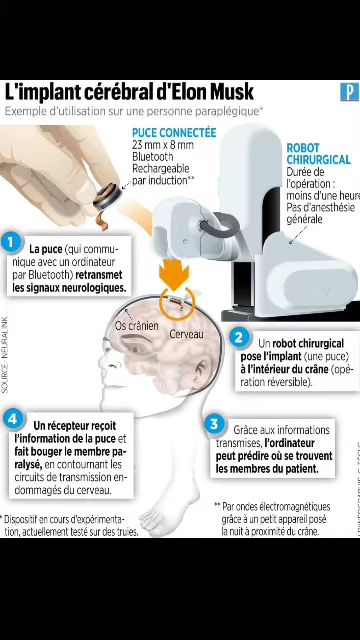 L'implant cérébral d'Elon Musk
P
Exemple d'utilisation sur une personne paraplégique*
PUCE CONNECTÉE
23 mm x 8 mm
Bluetooth
Rechargeable
par induction**
ROBOT
CHIRURGICAL
Durée de
l'opération :
moins d'une heure
Pas d'anesthésie
générale
1
La puce (qui commu-
nique avec un ordinateur
par Bluetooth) retransmet
les signaux neurologiques.
Os crânien
Cerveau
2
Un robot chirurgical
pose l'implant (une puce)
à l'intérieur du crâne (opé-
ration réversible).
3
Grâce aux informations
transmises, l'ordinateur
peut prédire où se trouvent
les membres du patient.
4
Un récepteur reçoit
l'information de la puce et
fait bouger le membre pa-
ralysé, en contournant les
circuits de transmission en-
dommagés du cerveau.
* Dispositif en cours d'expérimenta-
tion, actuellement testé sur des truies.
** Par ondes électromagnétiques
grâce à un petit appareil posé
la nuit à proximité du crâne.
SOURCE : NEURALINK